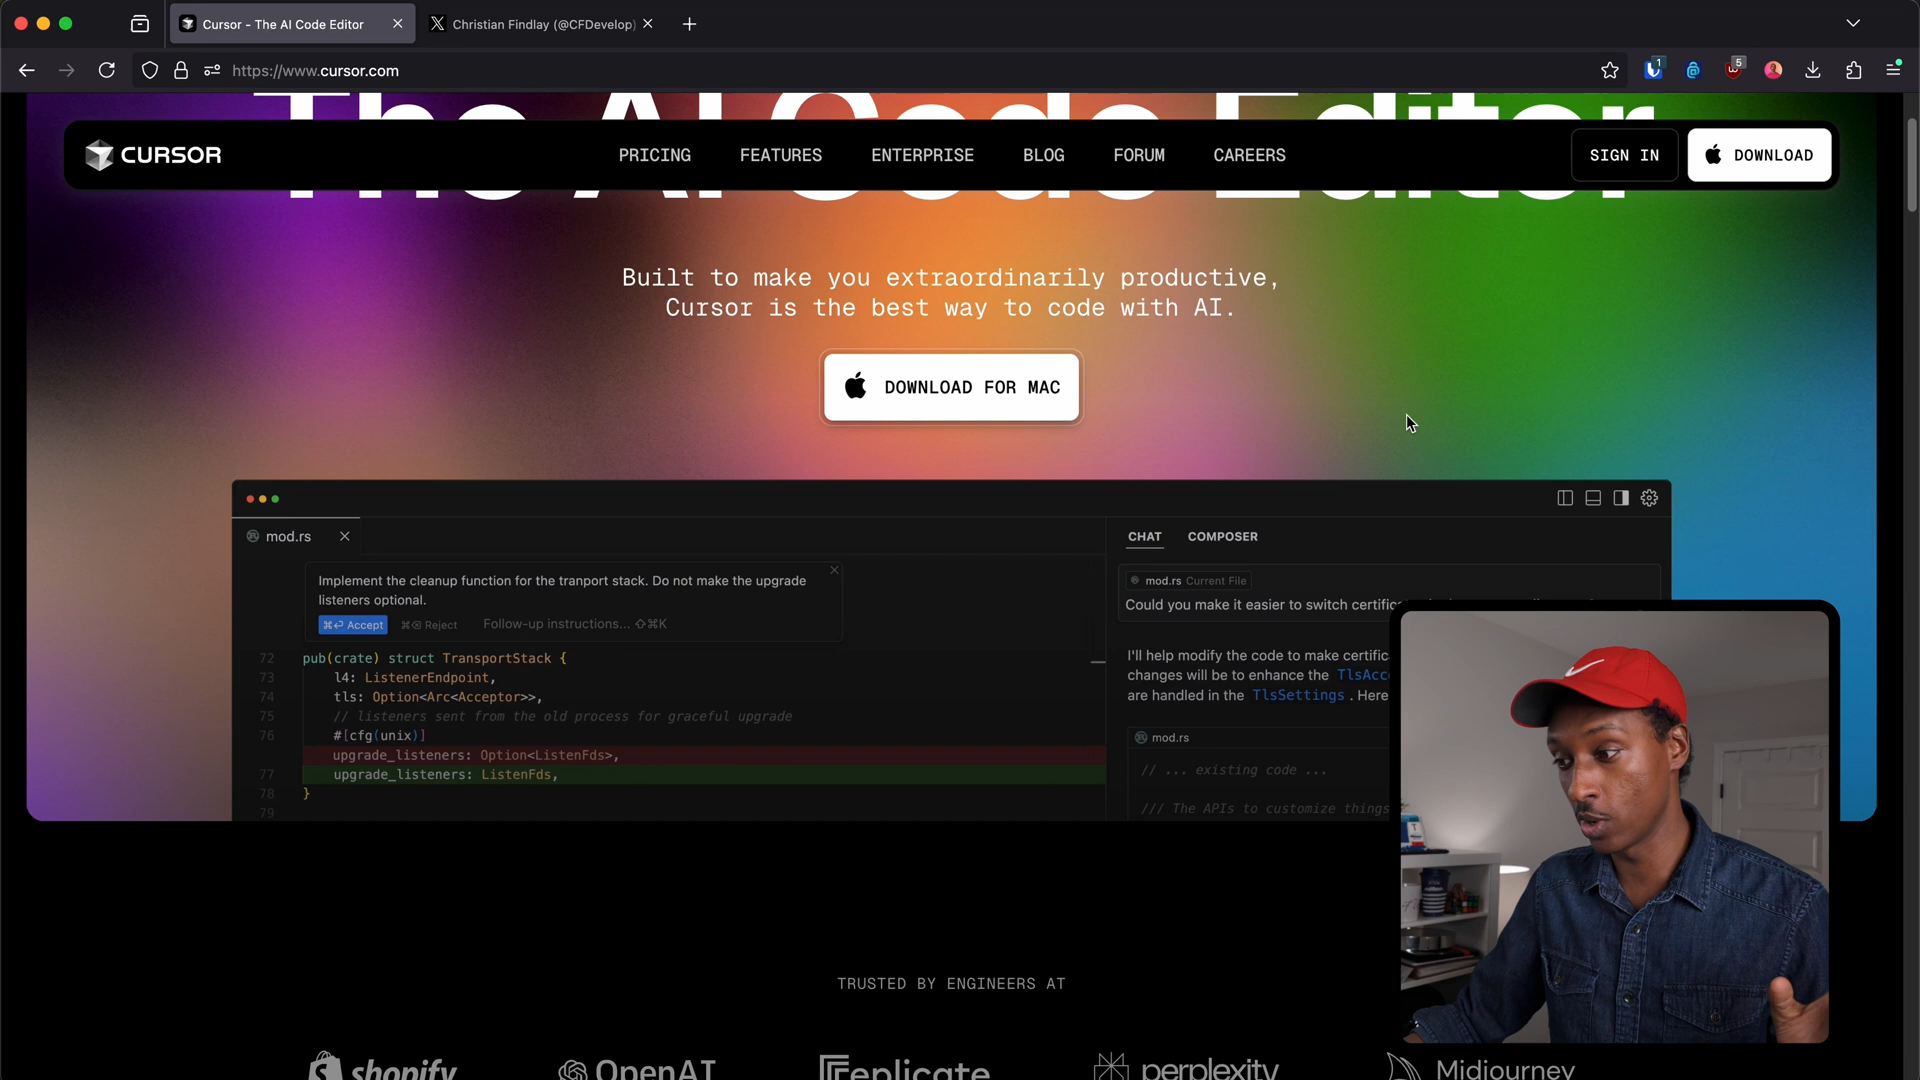 Cursor - The AI Code Editor
Christian Findlay (@CFDevelop)
https://www.cursor.com
1
5
The AI Code Editor
CURSOR
PRICING
FEATURES
ENTERPRISE
BLOG
FORUM
CAREERS
SIGN IN
DOWNLOAD
Built to make you extraordinarily productive,
Cursor is the best way to code with AI.
DOWNLOAD FOR MAC
mod.rs
Implement the cleanup function for the tranport stack. Do not make the upgrade
listeners optional.
⌘⏎ Accept
⌘⌫ Reject
Follow-up instructions... ⇧⌘K
72 pub(crate) struct TransportStack {
73 l4: ListenerEndpoint,
74 tls: Option<Arc<Acceptor>>,
75 // listeners sent from the old process for graceful upgrade
76 #[cfg(unix)]
upgrade_listeners: Option<ListenFds>,
77 upgrade_listeners: ListenFds,
78 }
79
CHAT
COMPOSER
mod.rs Current File
Could you make it easier to switch certific
I'll help modify the code to make certific
changes will be to enhance the TlsAcc
are handled in the TlsSettings . Here
mod.rs
// ... existing code ...
/// The APIs to customize things
TRUSTED BY ENGINEERS AT
shopify
OpenAI
Replicate
perplexity
Midjourney